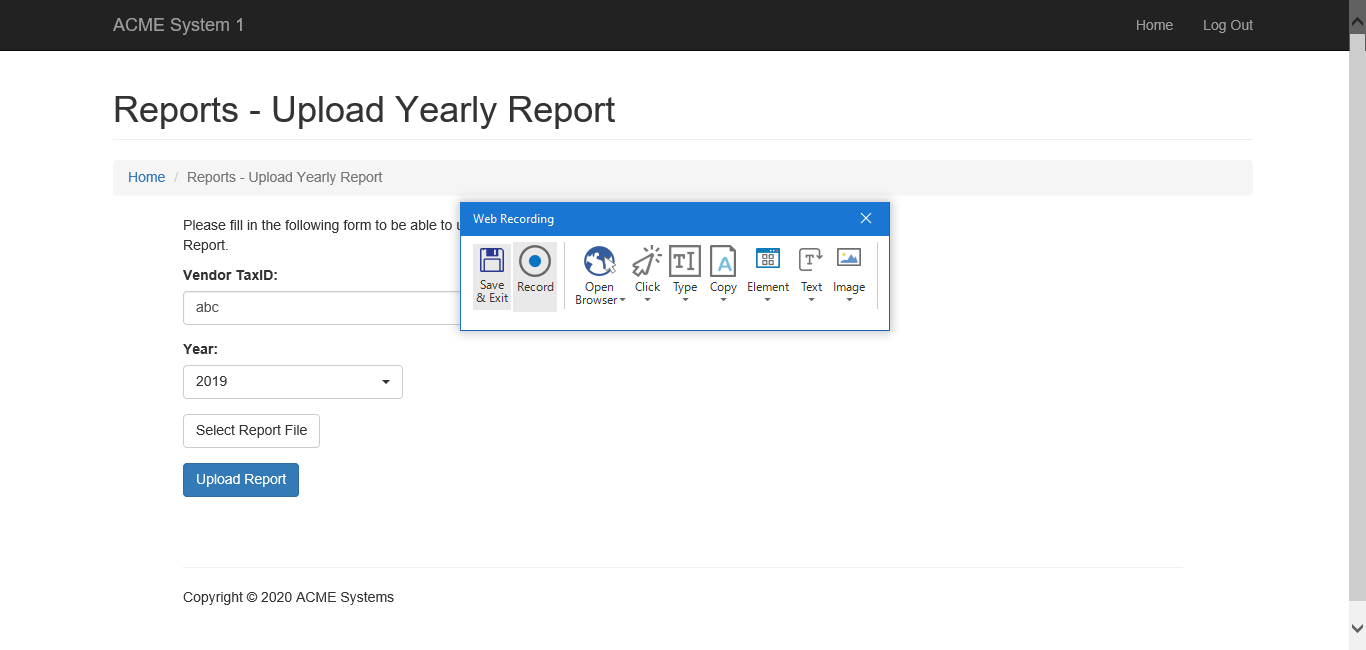 ACME System 1
Home
Log Out
Reports - Upload Yearly Report
Home / Reports - Upload Yearly Report
Please fill in the following form to be able to
Report.
Vendor TaxID:
abc
Web Recording
Save
& Exit
Record
Open
Browser
Click
Type
Copy
Element
Text
Image
Year:
2019
Select Report File
Upload Report
Copyright © 2020 ACME Systems